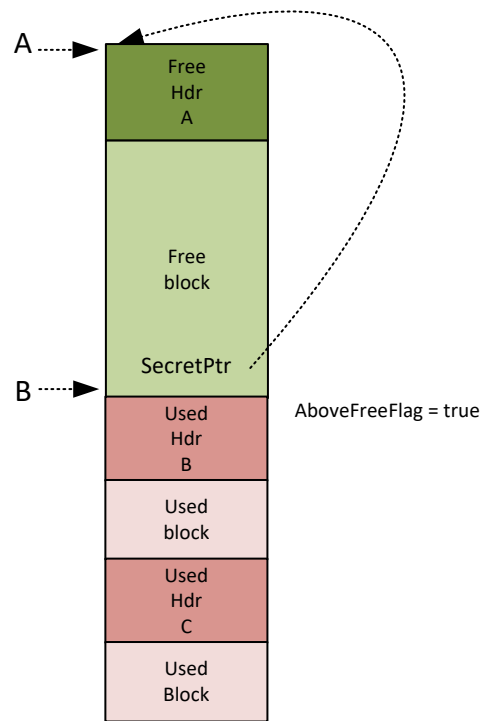 A
Free
Hdr
A
Free
block
SecretPtr
B
AboveFreeFlag = true
Used
Hdr
B
Used
block
Used
Hdr
C
Used
Block